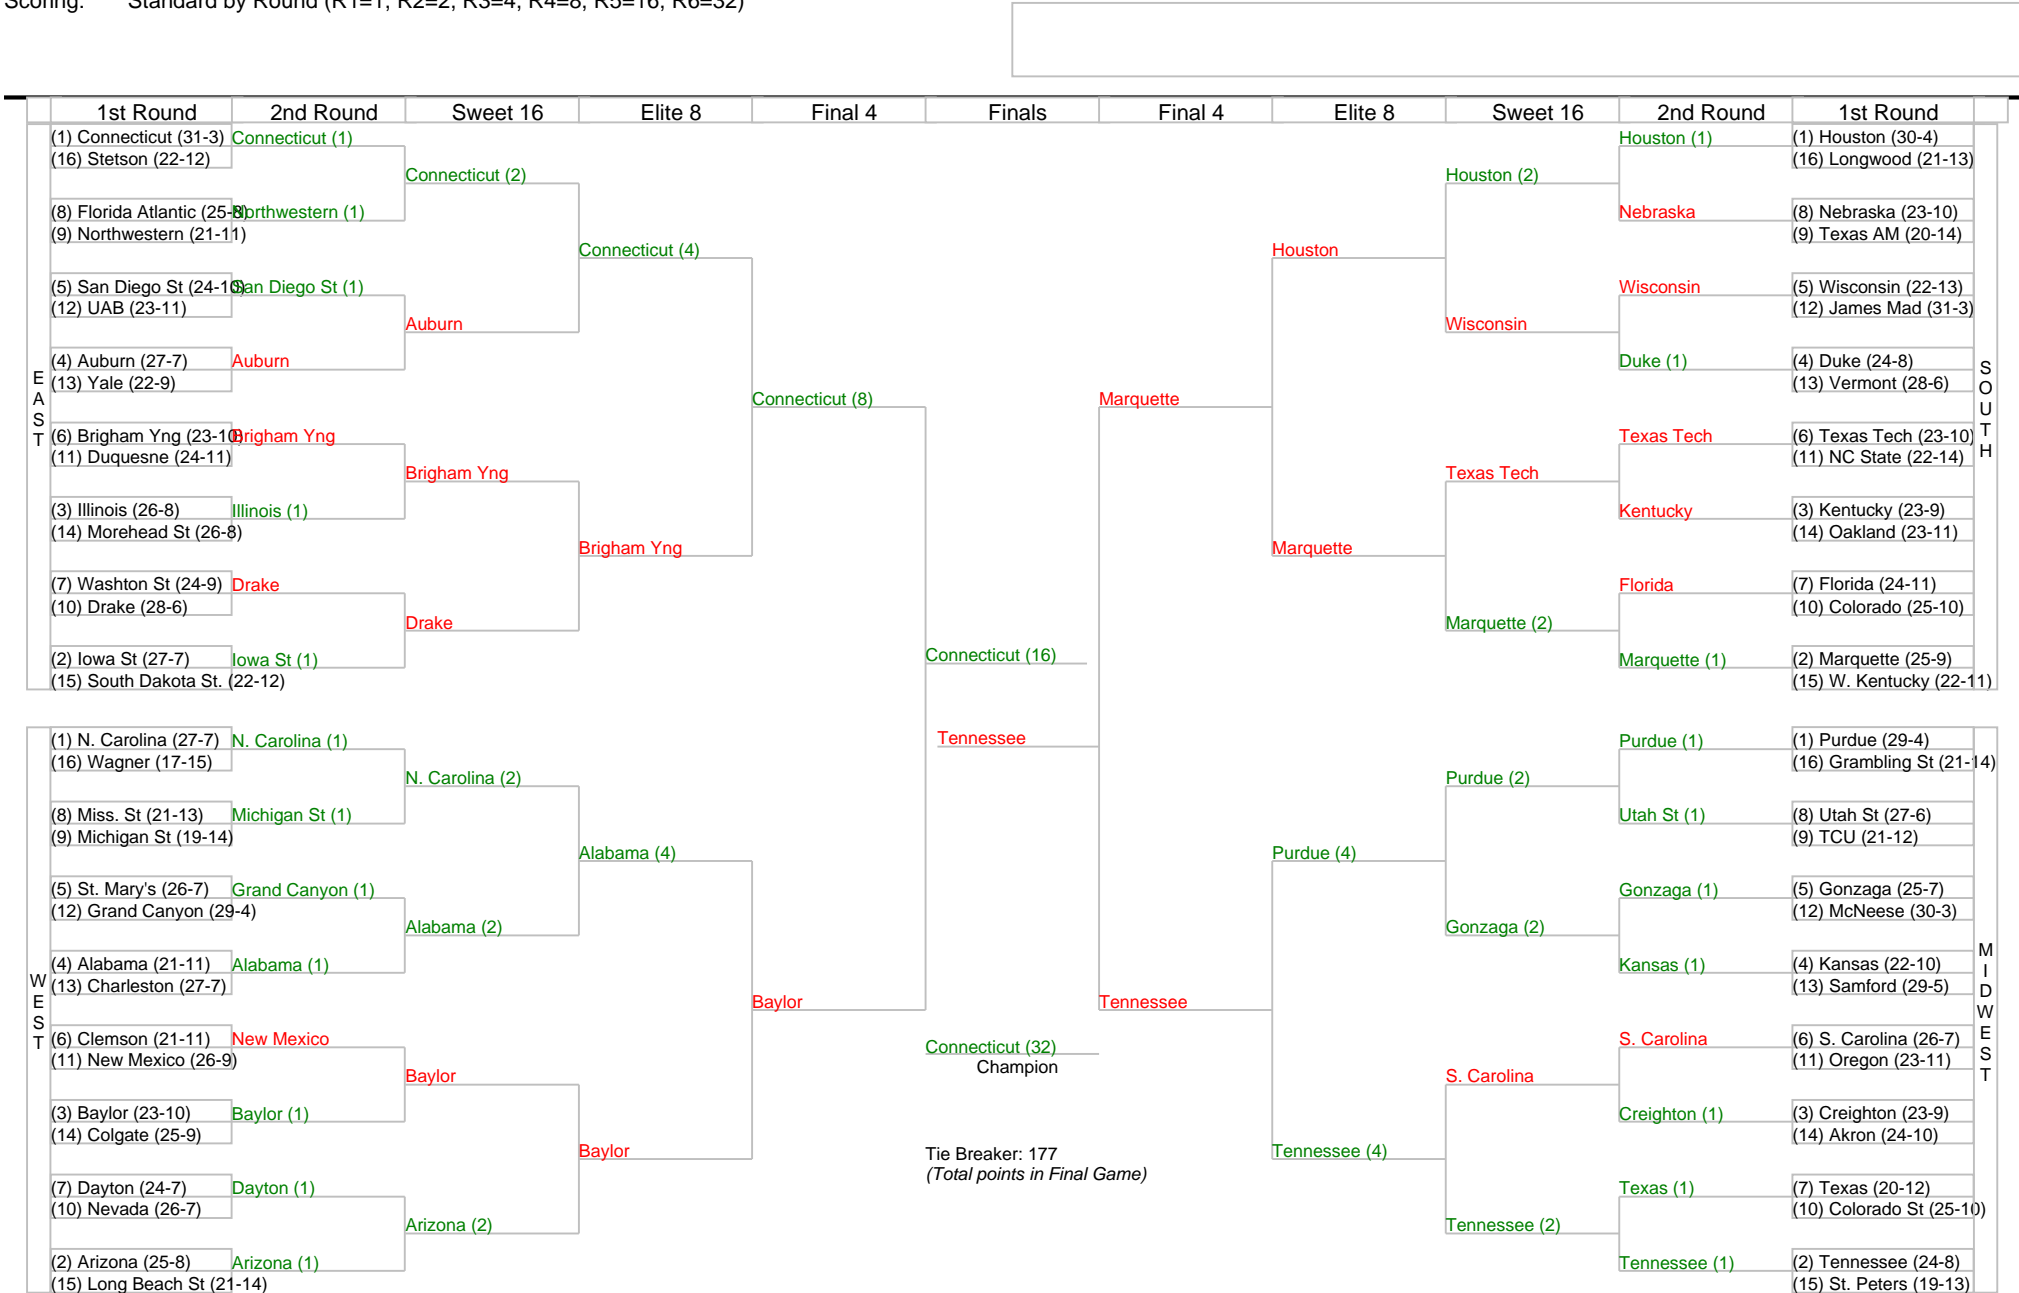 Scoring: Standard by Round (R1=1, R2=2, R3=4, R4=8, R5=16, R6=32)
1st Round 2nd Round Sweet 16 Elite 8 Final 4 Finals Final 4 Elite 8 Sweet 16 2nd Round 1st Round
EAST
(1) Connecticut (31-3)
(16) Stetson (22-12)
(8) Florida Atlantic (25-8)
(9) Northwestern (21-11)
(5) San Diego St (24-10)
(12) UAB (23-11)
(4) Auburn (27-7)
(13) Yale (22-9)
(6) Brigham Yng (23-10)
(11) Duquesne (24-11)
(3) Illinois (26-8)
(14) Morehead St (26-8)
(7) Washton St (24-9)
(10) Drake (28-6)
(2) Iowa St (27-7)
(15) South Dakota St. (22-12)
Connecticut (1)
Northwestern (1)
San Diego St (1)
Auburn
Brigham Yng
Illinois (1)
Drake
Iowa St (1)
Connecticut (2)
Auburn
Brigham Yng
Drake
Connecticut (4)
Brigham Yng
Connecticut (8)
WEST
(1) N. Carolina (27-7)
(16) Wagner (17-15)
(8) Miss. St (21-13)
(9) Michigan St (19-14)
(5) St. Mary's (26-7)
(12) Grand Canyon (29-4)
(4) Alabama (21-11)
(13) Charleston (27-7)
(6) Clemson (21-11)
(11) New Mexico (26-9)
(3) Baylor (23-10)
(14) Colgate (25-9)
(7) Dayton (24-7)
(10) Nevada (26-7)
(2) Arizona (25-8)
(15) Long Beach St (21-14)
N. Carolina (1)
Michigan St (1)
Grand Canyon (1)
Alabama (1)
New Mexico
Baylor (1)
Dayton (1)
Arizona (1)
N. Carolina (2)
Alabama (2)
Baylor
Arizona (2)
Alabama (4)
Baylor
Baylor
Connecticut (16)
Tennessee
Connecticut (32)
Champion
Tie Breaker: 177
(Total points in Final Game)
Marquette
Houston
Marquette
Houston (2)
Wisconsin
Texas Tech
Marquette (2)
Houston (1)
Nebraska
Wisconsin
Duke (1)
Texas Tech
Kentucky
Florida
Marquette (1)
(1) Houston (30-4)
(16) Longwood (21-13)
(8) Nebraska (23-10)
(9) Texas AM (20-14)
(5) Wisconsin (22-13)
(12) James Mad (31-3)
(4) Duke (24-8)
(13) Vermont (28-6)
(6) Texas Tech (23-10)
(11) NC State (22-14)
(3) Kentucky (23-9)
(14) Oakland (23-11)
(7) Florida (24-11)
(10) Colorado (25-10)
(2) Marquette (25-9)
(15) W. Kentucky (22-11)
SOUTH
Tennessee
Purdue (4)
Tennessee (4)
Purdue (2)
Gonzaga (2)
S. Carolina
Tennessee (2)
Purdue (1)
Utah St (1)
Gonzaga (1)
Kansas (1)
S. Carolina
Creighton (1)
Texas (1)
Tennessee (1)
(1) Purdue (29-4)
(16) Grambling St (21-14)
(8) Utah St (27-6)
(9) TCU (21-12)
(5) Gonzaga (25-7)
(12) McNeese (30-3)
(4) Kansas (22-10)
(13) Samford (29-5)
(6) S. Carolina (26-7)
(11) Oregon (23-11)
(3) Creighton (23-9)
(14) Akron (24-10)
(7) Texas (20-12)
(10) Colorado St (25-10)
(2) Tennessee (24-8)
(15) St. Peters (19-13)
MIDWEST